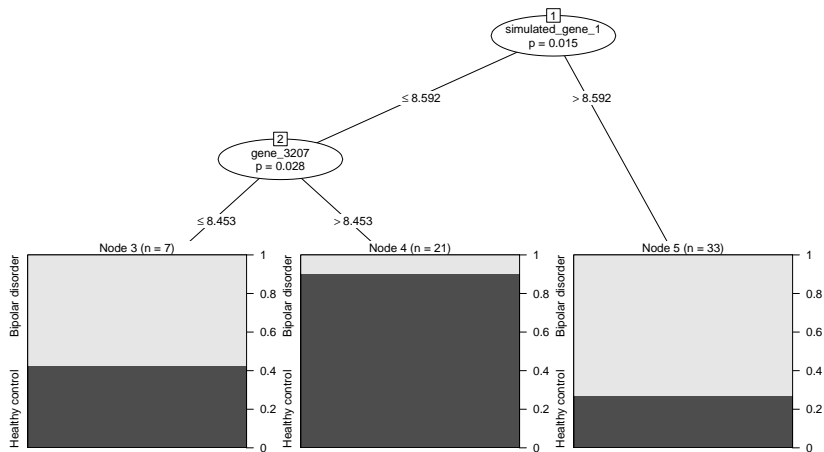 1
simulated_gene_1
p = 0.015
≤ 8.592
> 8.592
2
gene_3207
p = 0.028
≤ 8.453
> 8.453
Node 3 (n = 7)
Bipolar disorder
Healthy control
1
0.8
0.6
0.4
0.2
0
Node 4 (n = 21)
Bipolar disorder
Healthy control
1
0.8
0.6
0.4
0.2
0
Node 5 (n = 33)
Bipolar disorder
Healthy control
1
0.8
0.6
0.4
0.2
0